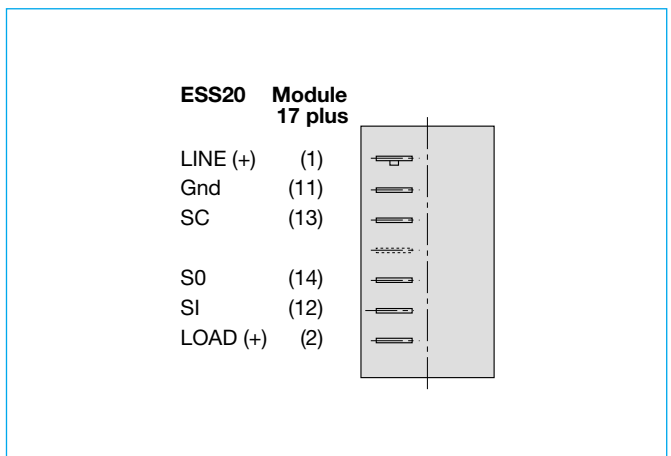 ESS20 Module
17 plus
LINE (+) (1)
Gnd (11)
SC (13)
S0 (14)
SI (12)
LOAD (+) (2)